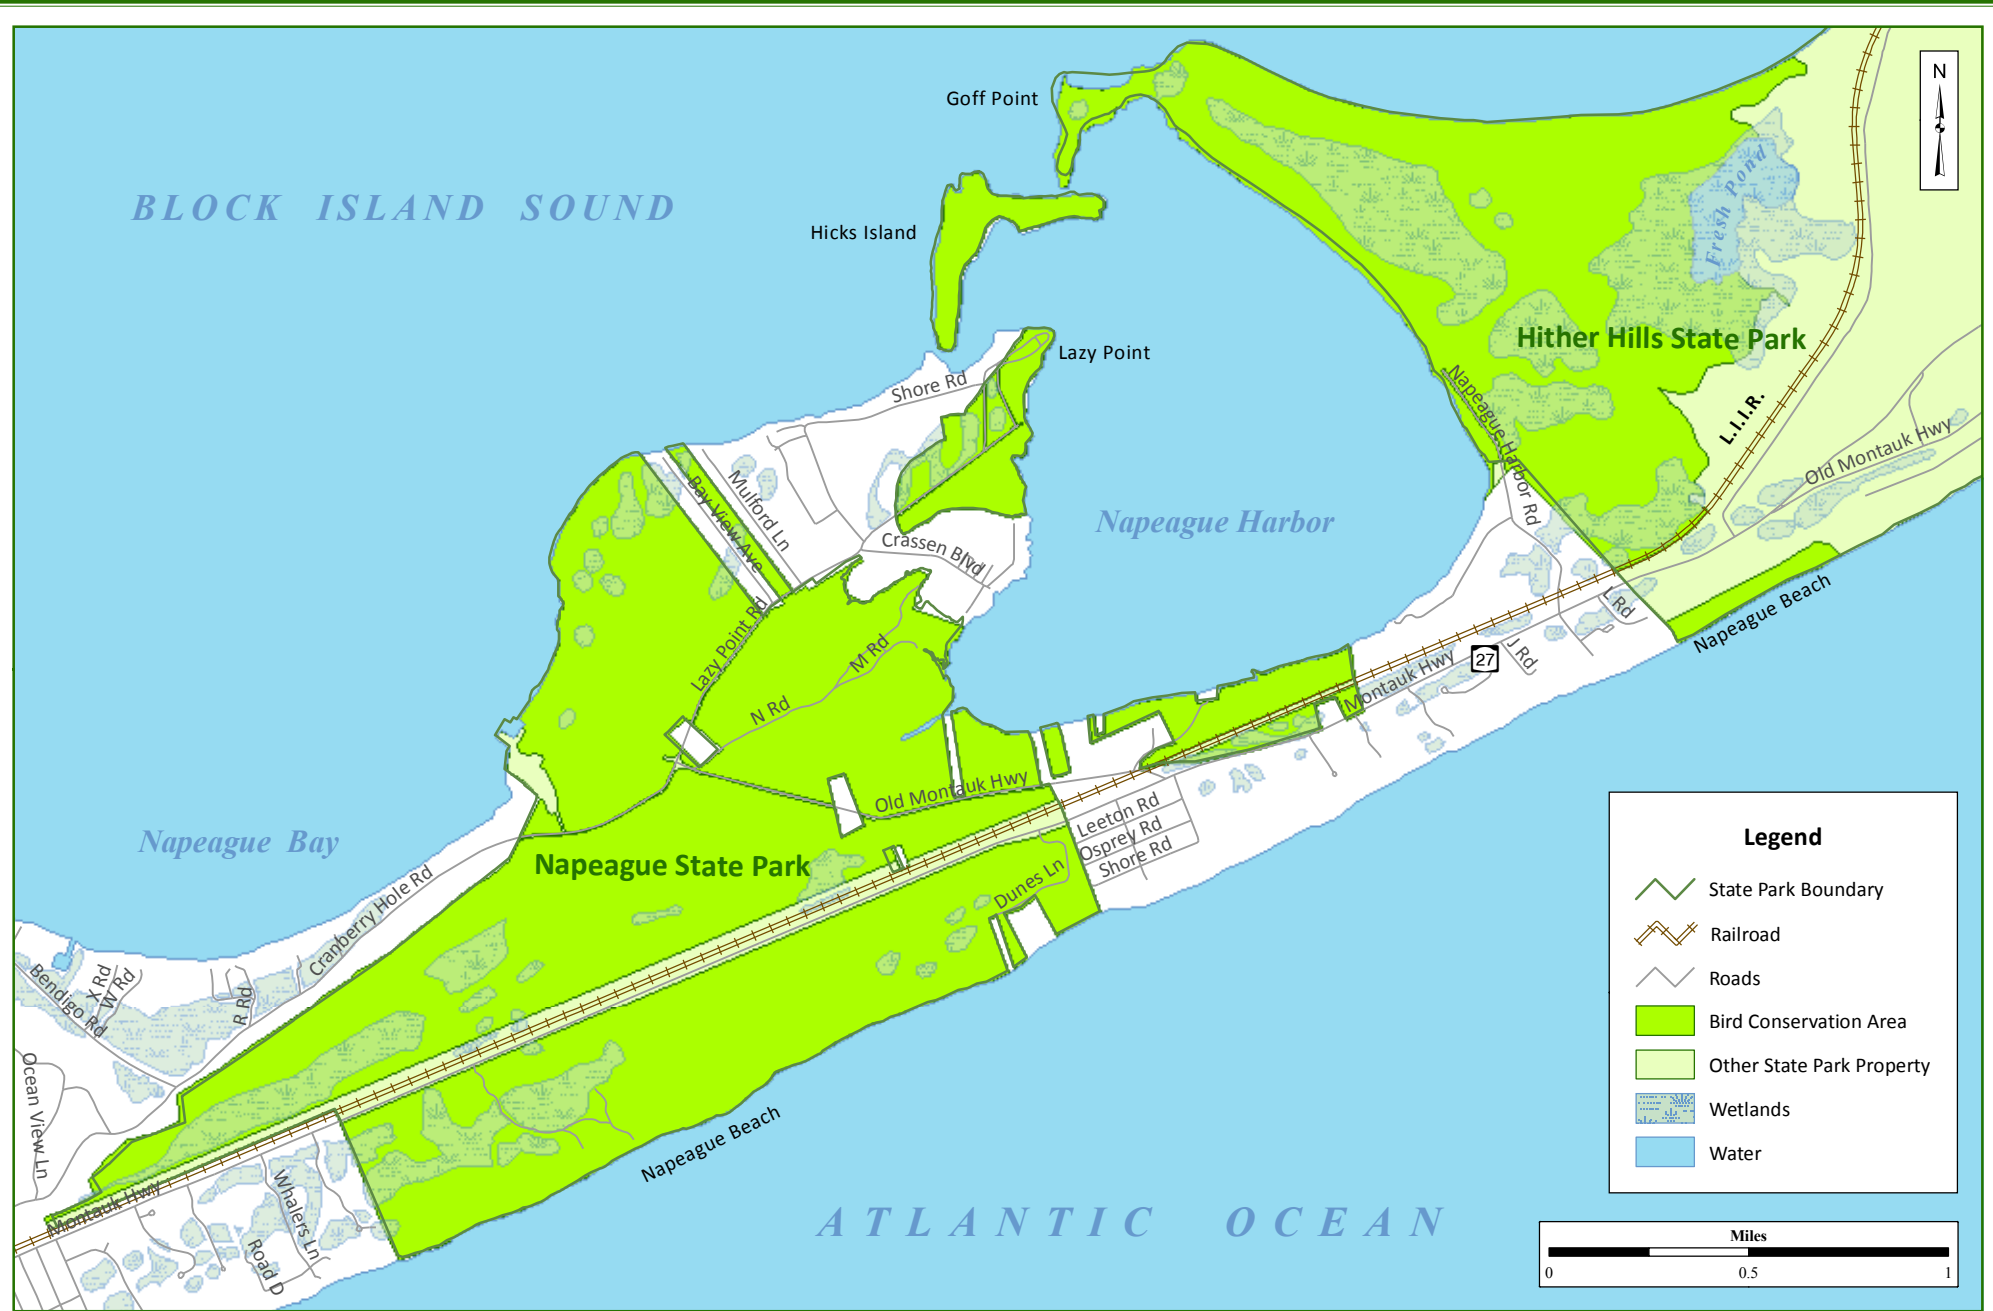 N
Goff Point
BLOCK ISLAND SOUND
Hicks Island
Fresh Pond
Hither Hills State Park
Lazy Point
Shore Rd
Napeague Harbor Rd
L.I.I.R.
Old Montauk Hwy
Mulford Ln
Bay View Ave
Napeague Harbor
Crassen Blvd
Lazy Point Rd
M Rd
N Rd
L Rd
Napeague Beach
J Rd
27
Montauk Hwy
Old Montauk Hwy
Leeton Rd
Osprey Rd
Shore Rd
Napeague Bay
Napeague State Park
Dunes Ln
Cranberry Hole Rd
X Rd
W Rd
R Rd
Bendigo Rd
Ocean View Ln
Napeague Beach
Montauk Hwy
Whalers Ln
Road D
ATLANTIC OCEAN
Legend
State Park Boundary
Railroad
Roads
Bird Conservation Area
Other State Park Property
Wetlands
Water
Miles
0 0.5 1